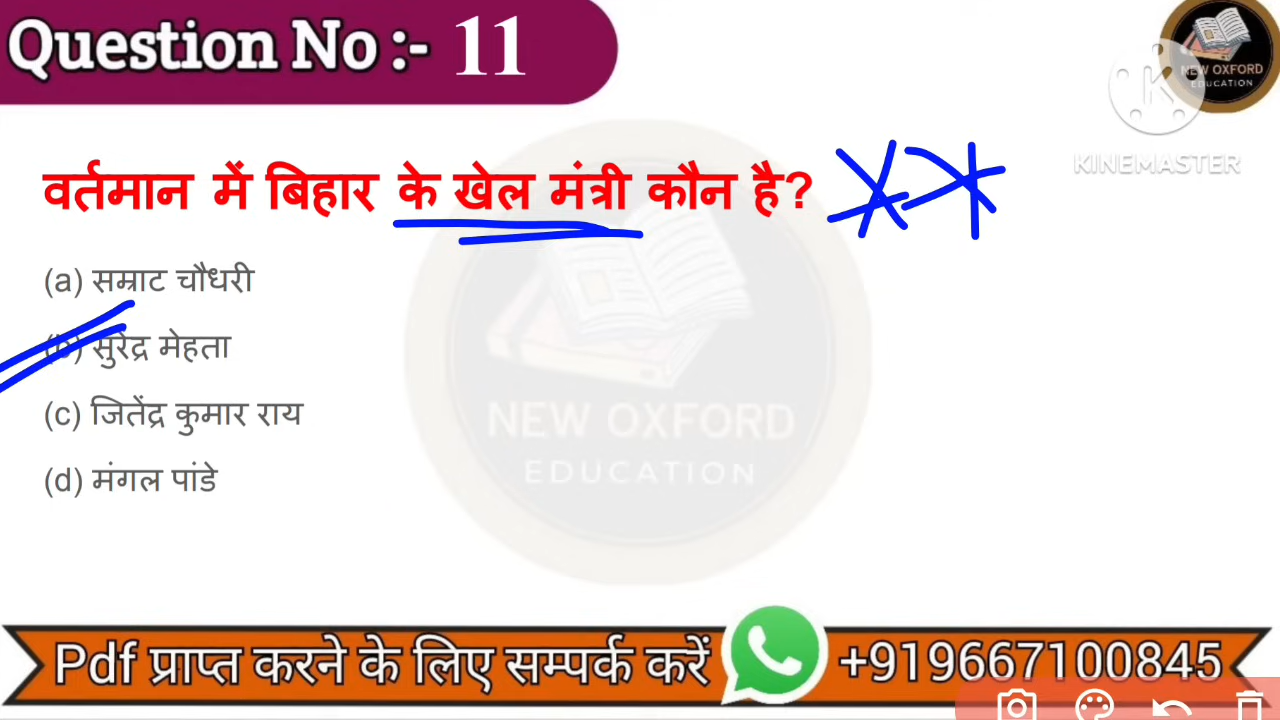 Question No :- 11
NEW OXFORD
EDUCATION
KINEMASTER
वर्तमान में बिहार के खेल मंत्री कौन है?
(a) सम्राट चौधरी
(b) सुरेंद्र मेहता
(c) जितेंद्र कुमार राय
(d) मंगल पांडे
NEW OXFORD
EDUCATION
Pdf प्राप्त करने के लिए सम्पर्क करें +919667100845